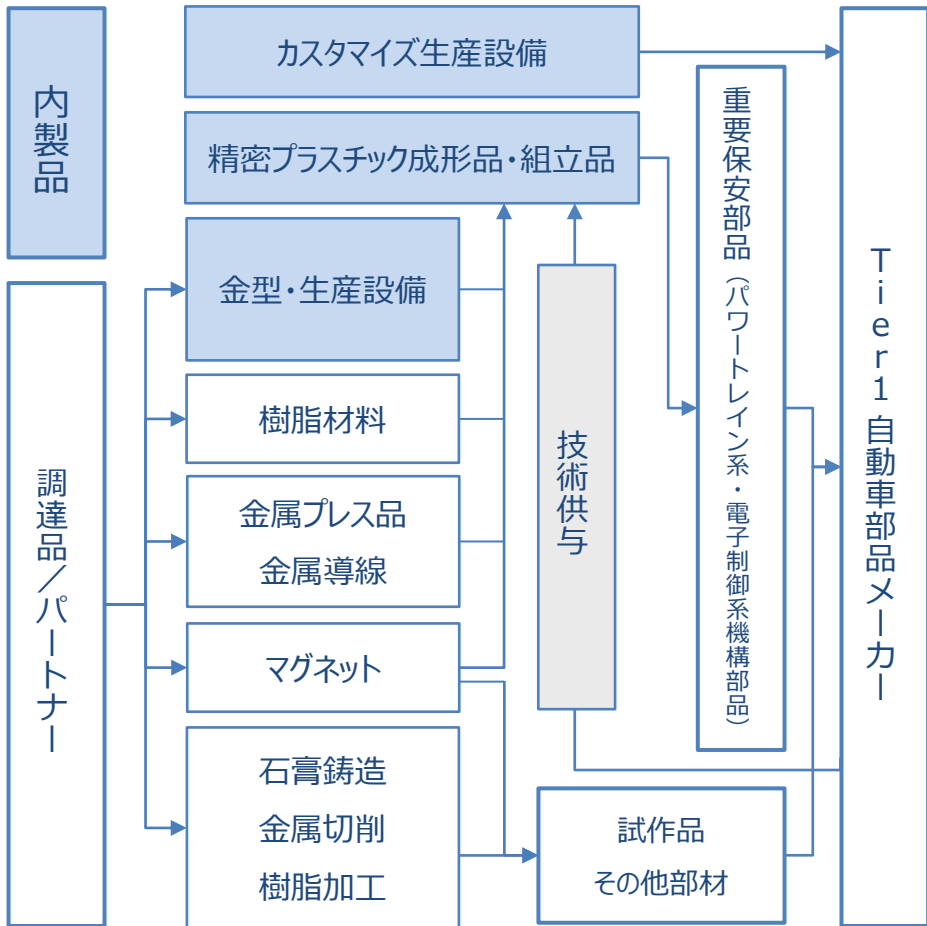 内製品
調達品／パートナー
カスタマイズ生産設備
精密プラスチック成形品・組立品
金型・生産設備
樹脂材料
金属プレス品
金属導線
マグネット
石膏鋳造
金属切削
樹脂加工
技術供与
試作品
その他部材
重要保安部品（パワートレイン系・電子制御系機構部品）
Tier1自動車部品メーカー